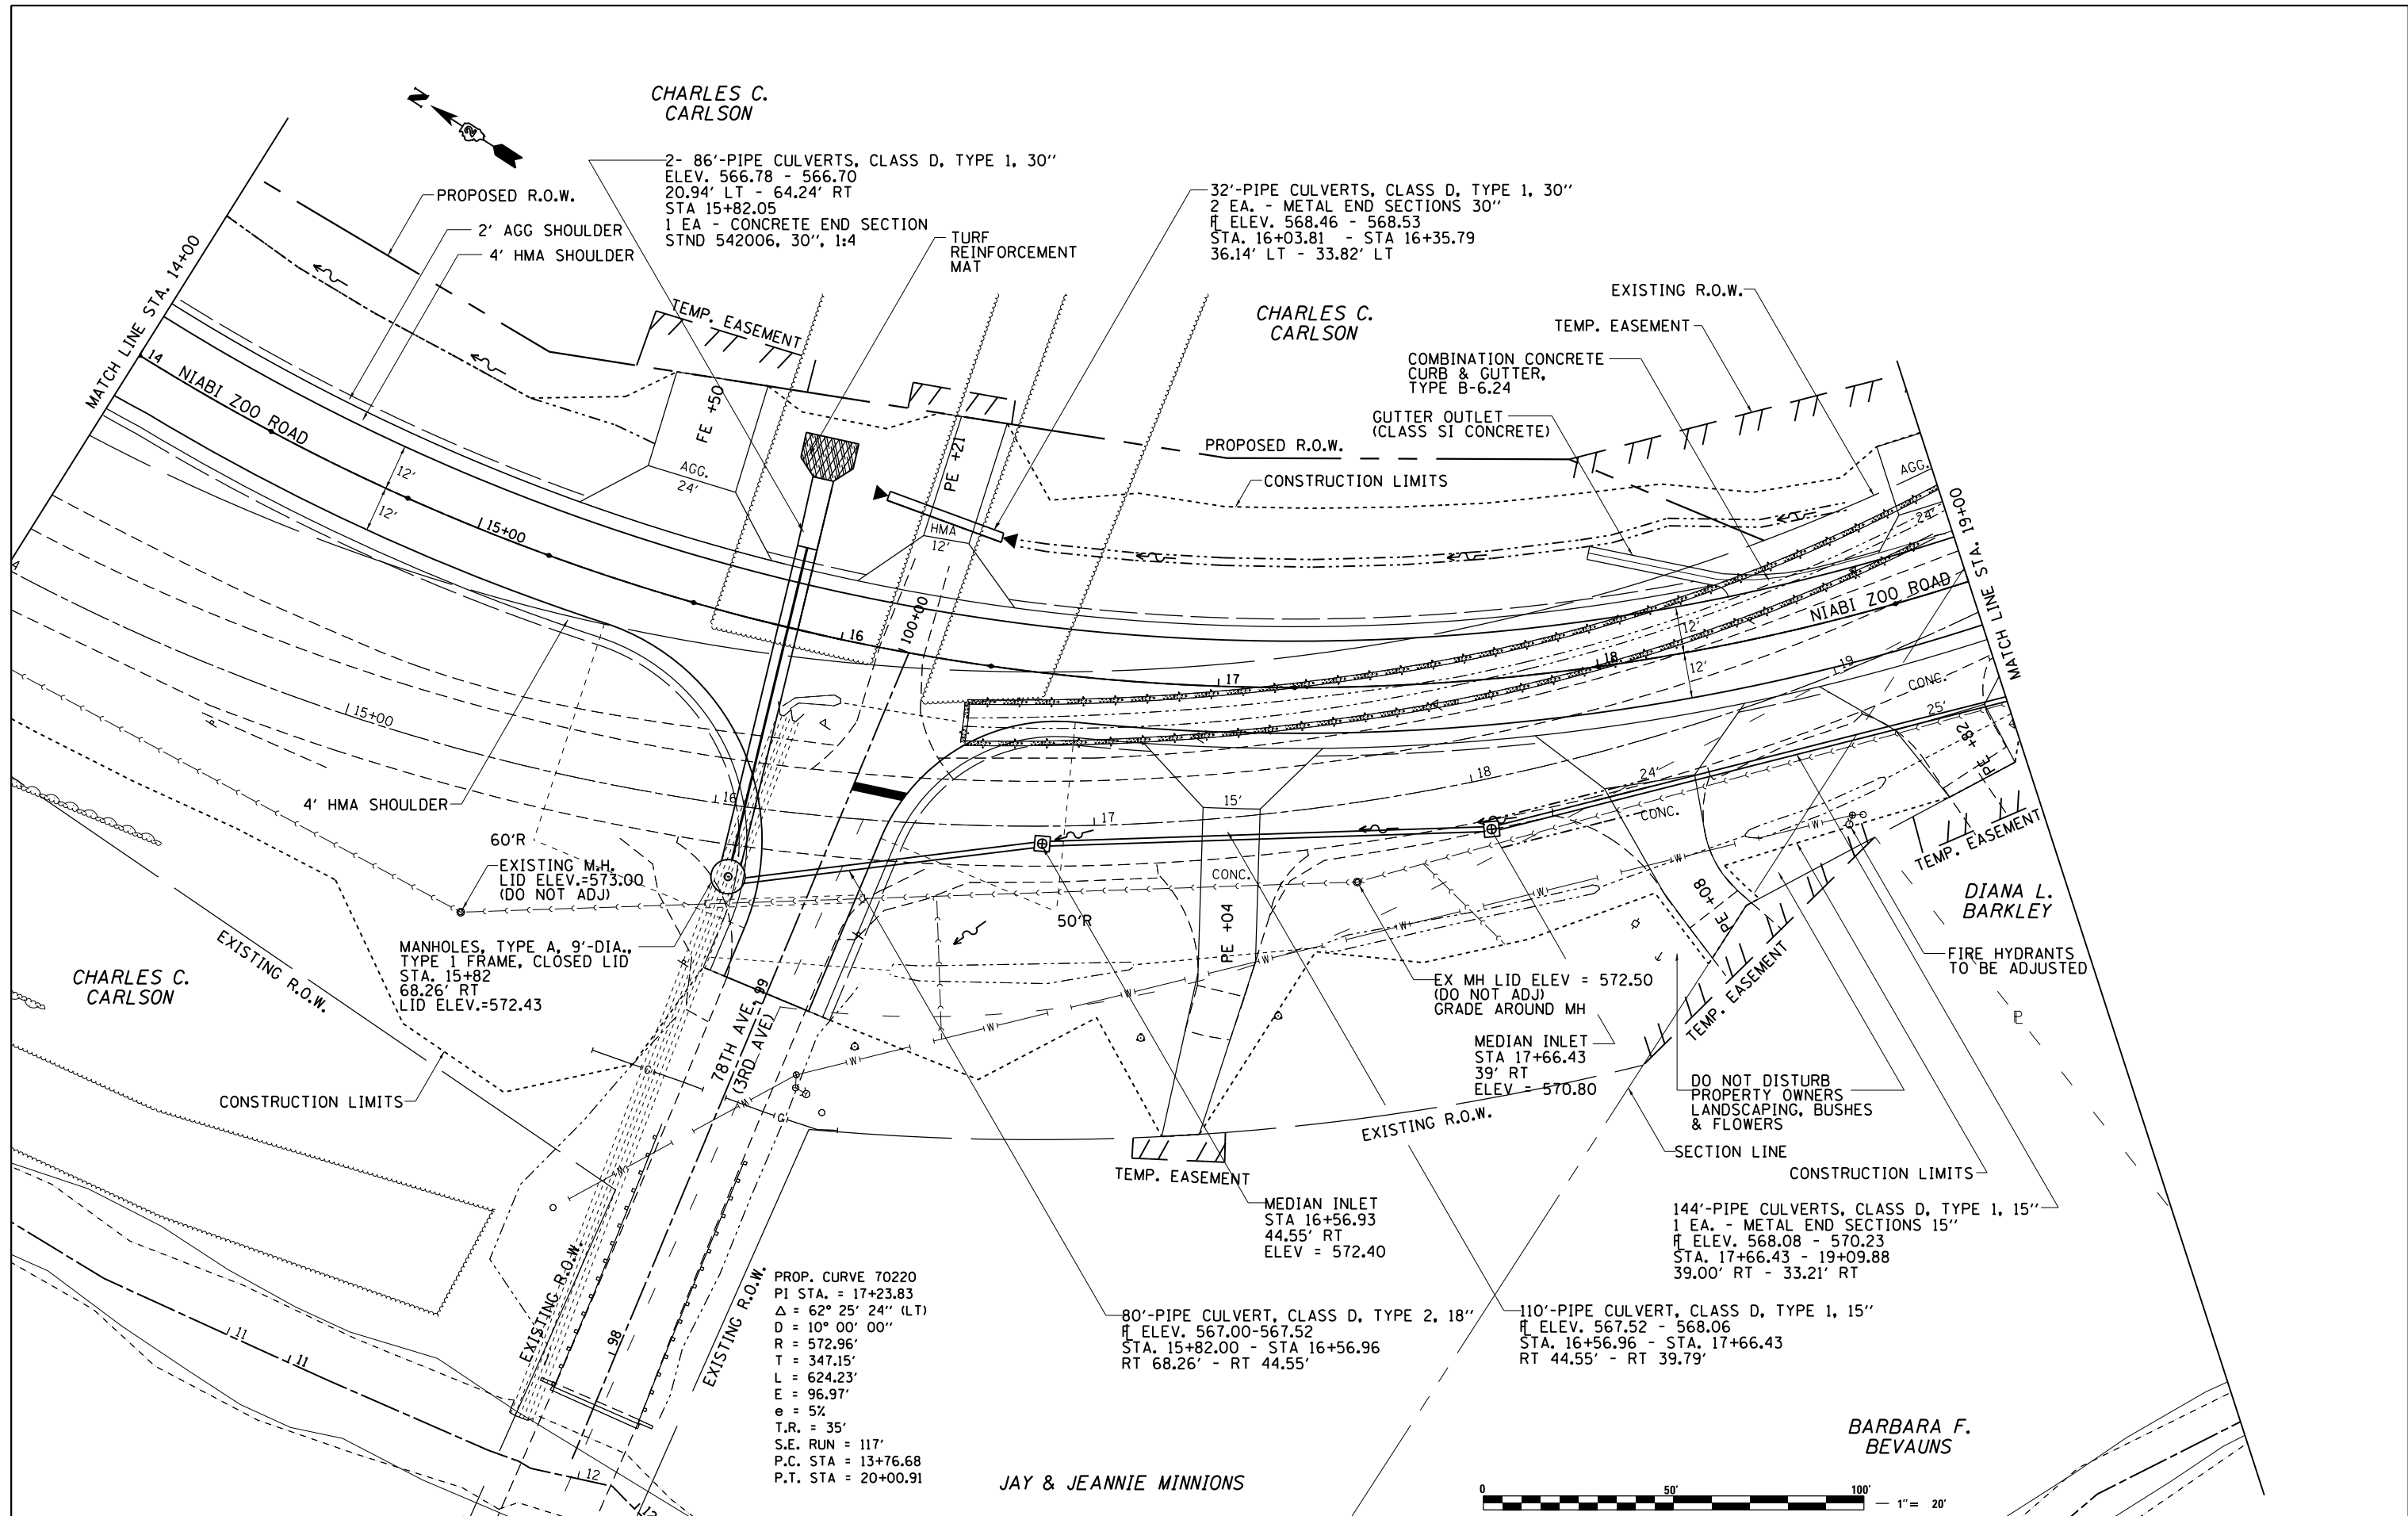 CHARLES C.
CARLSON
N
2
2- 86'-PIPE CULVERTS, CLASS D, TYPE 1, 30''
ELEV. 566.78 - 566.70
20.94' LT - 64.24' RT
STA 15+82.05
1 EA - CONCRETE END SECTION
STND 542006, 30'', 1:4
32'-PIPE CULVERTS, CLASS D, TYPE 1, 30''
2 EA. - METAL END SECTIONS 30''
℄ ELEV. 568.46 - 568.53
STA. 16+03.81 - STA 16+35.79
36.14' LT - 33.82' LT
PROPOSED R.O.W.
2' AGG SHOULDER
4' HMA SHOULDER
TURF
REINFORCEMENT
MAT
MATCH LINE STA. 14+00
TEMP. EASEMENT
CHARLES C.
CARLSON
EXISTING R.O.W.
TEMP. EASEMENT
COMBINATION CONCRETE
CURB & GUTTER,
TYPE B-6.24
GUTTER OUTLET
(CLASS SI CONCRETE)
14
NIABI ZOO ROAD
12'
12'
15+00
FE +50
AGG.
24'
PE +21
HMA
12'
PROPOSED R.O.W.
CONSTRUCTION LIMITS
AGG.
24'
MATCH LINE STA. 19+00
100+00
16
17
18
12'
12'
NIABI ZOO ROAD
19
CONC.
25'
PE +82
4
15+00
P
4' HMA SHOULDER
16
17
18
15'
24'
CONC.
60'R
EXISTING M.H.
LID ELEV.=573.00
(DO NOT ADJ)
CONC.
50'R
PE +04
PE +08
W
W
W
W
W
W
W
W
W
W
G
G
TEMP. EASEMENT
TEMP. EASEMENT
DIANA L.
BARKLEY
FIRE HYDRANTS
TO BE ADJUSTED
EXISTING R.O.W.
CHARLES C.
CARLSON
MANHOLES, TYPE A, 9'-DIA.,
TYPE 1 FRAME, CLOSED LID
STA. 15+82
68.26' RT
LID ELEV.=572.43
78TH AVE.
(3RD AVE)
99
EX MH LID ELEV = 572.50
(DO NOT ADJ)
GRADE AROUND MH
MEDIAN INLET
STA 17+66.43
39' RT
ELEV = 570.80
DO NOT DISTURB
PROPERTY OWNERS
LANDSCAPING, BUSHES
& FLOWERS
CONSTRUCTION LIMITS
EXISTING R.O.W.
SECTION LINE
CONSTRUCTION LIMITS
TEMP. EASEMENT
MEDIAN INLET
STA 16+56.93
44.55' RT
ELEV = 572.40
144'-PIPE CULVERTS, CLASS D, TYPE 1, 15''
1 EA. - METAL END SECTIONS 15''
℄ ELEV. 568.08 - 570.23
STA. 17+66.43 - 19+09.88
39.00' RT - 33.21' RT
EXISTING R.O.W.
EXISTING R.O.W.
98
11
11
12
PROP. CURVE 70220
PI STA. = 17+23.83
Δ = 62° 25' 24'' (LT)
D = 10° 00' 00''
R = 572.96'
T = 347.15'
L = 624.23'
E = 96.97'
e = 5%
T.R. = 35'
S.E. RUN = 117'
P.C. STA = 13+76.68
P.T. STA = 20+00.91
80'-PIPE CULVERT, CLASS D, TYPE 2, 18''
℄ ELEV. 567.00-567.52
STA. 15+82.00 - STA 16+56.96
RT 68.26' - RT 44.55'
110'-PIPE CULVERT, CLASS D, TYPE 1, 15''
℄ ELEV. 567.52 - 568.06
STA. 16+56.96 - STA. 17+66.43
RT 44.55' - RT 39.79'
BARBARA F.
BEVAUNS
JAY & JEANNIE MINNIONS
0 50' 100'
1''= 20'